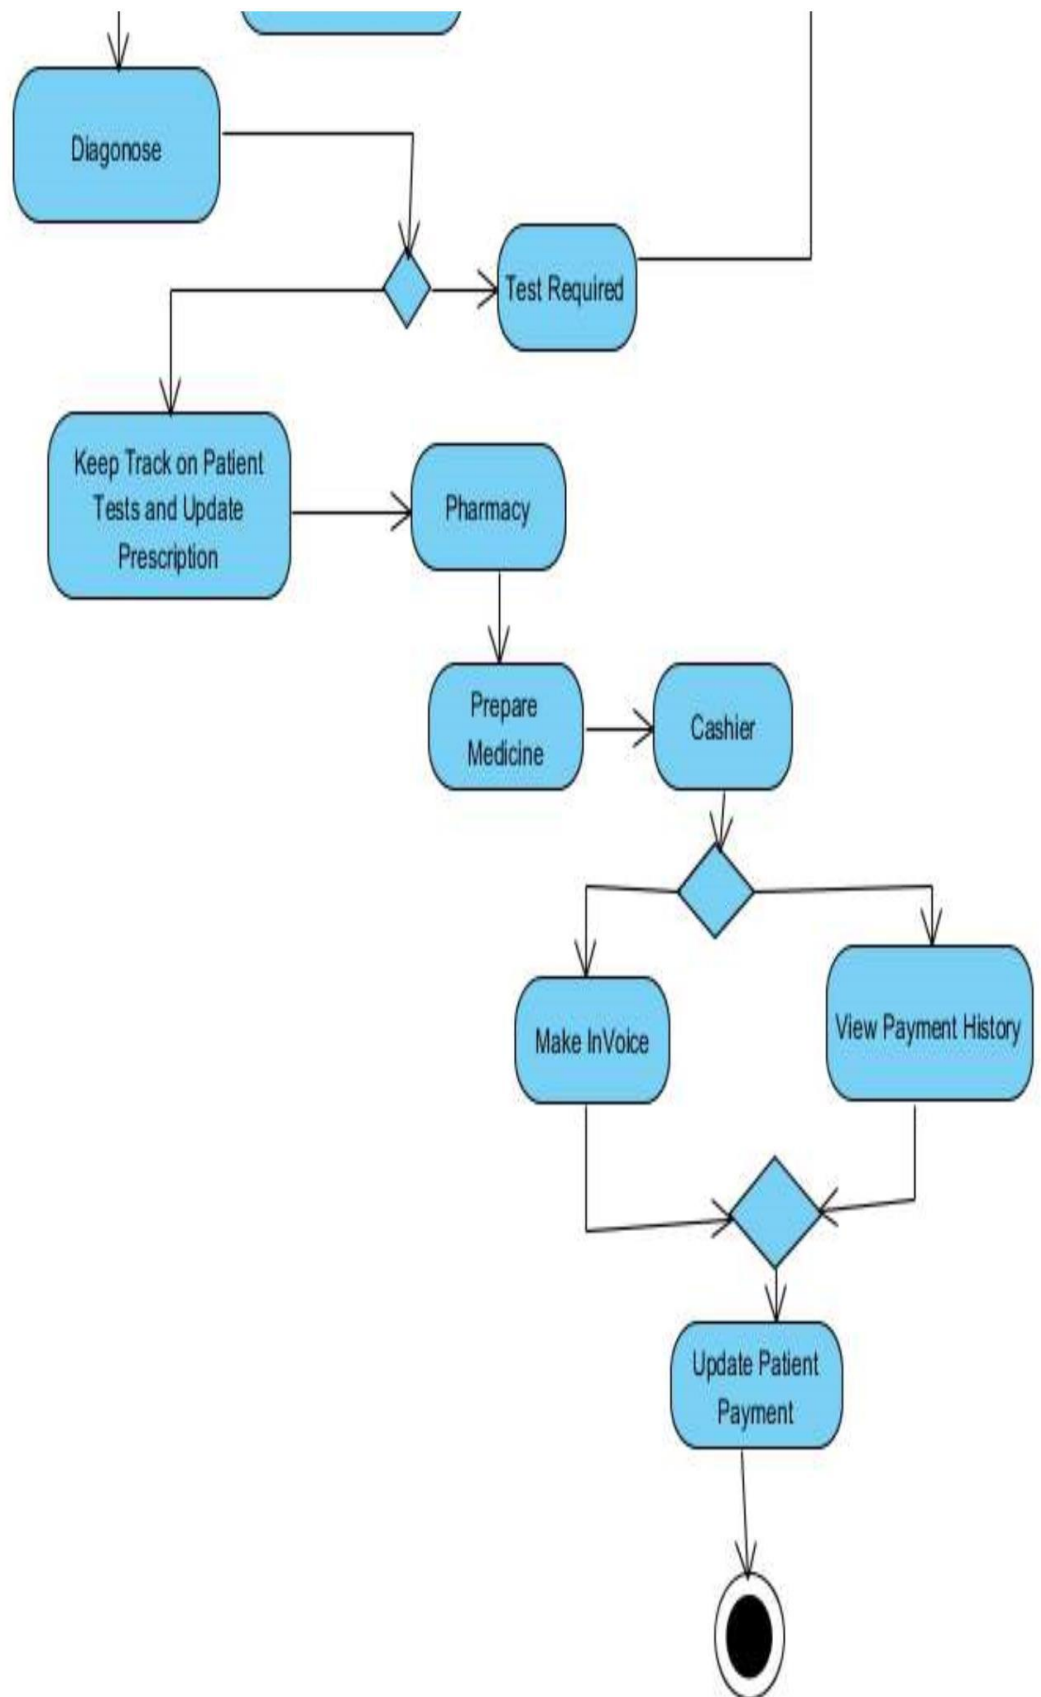 Diagonose
Test Required
Keep Track on Patient
Tests and Update
Prescription
Pharmacy
Prepare
Medicine
Cashier
Make InVoice
View Payment History
Update Patient
Payment